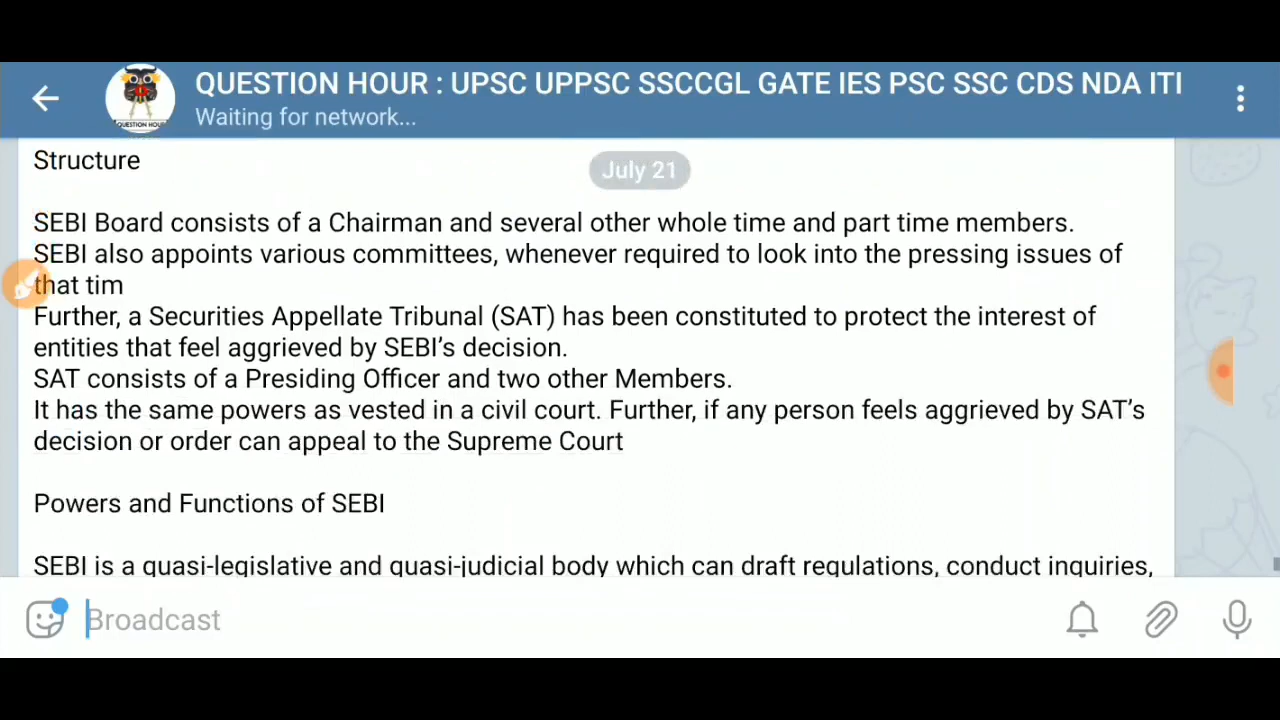 QUESTION HOUR : UPSC UPPSC SSCCGL GATE IES PSC SSC CDS NDA ITI
QUESTION HOUR
Waiting for network...
Structure
July 21
SEBI Board consists of a Chairman and several other whole time and part time members.
SEBI also appoints various committees, whenever required to look into the pressing issues of
that tim
Further, a Securities Appellate Tribunal (SAT) has been constituted to protect the interest of
entities that feel aggrieved by SEBI’s decision.
SAT consists of a Presiding Officer and two other Members.
It has the same powers as vested in a civil court. Further, if any person feels aggrieved by SAT’s
decision or order can appeal to the Supreme Court
Powers and Functions of SEBI
SEBI is a quasi-legislative and quasi-judicial body which can draft regulations, conduct inquiries,
Broadcast